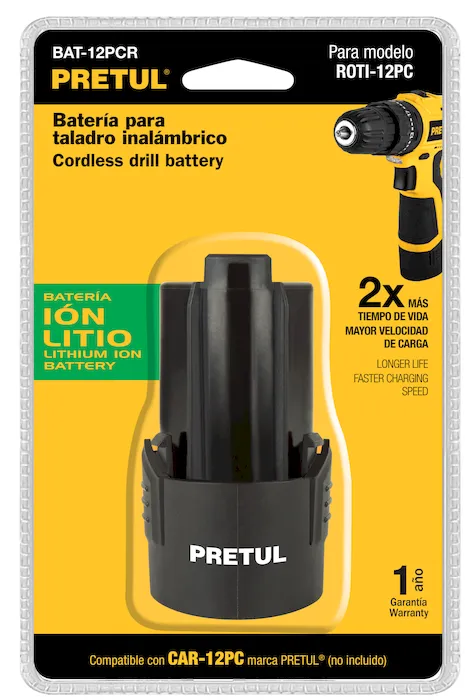 BAT-12PCR
PRETUL®
Para modelo
ROTI-12PC
Batería para
taladro inalámbrico
Cordless drill battery
PRETUL
BATERÍA
IÓN
LITIO
LITHIUM ION
BATTERY
2x MÁS
TIEMPO DE VIDA
MAYOR VELOCIDAD
DE CARGA
LONGER LIFE
FASTER CHARGING
SPEED
PRETUL
1 año
Garantía
Warranty
Compatible con CAR-12PC marca PRETUL® (no incluido)